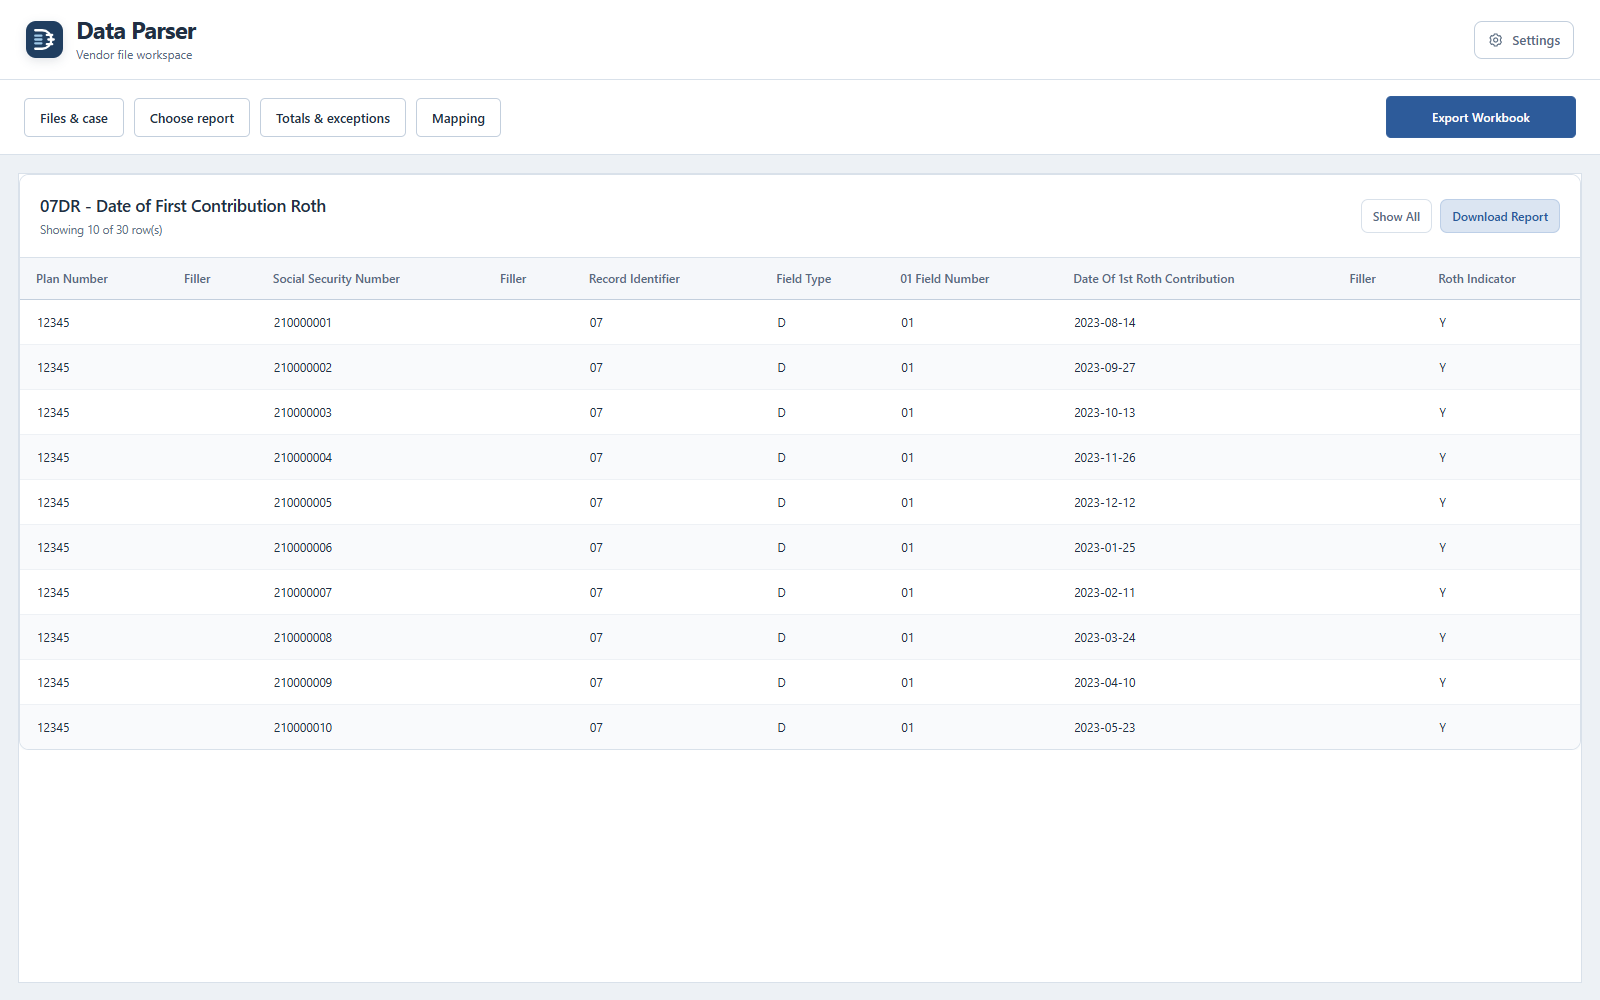 Data Parser
Vendor file workspace
Settings
Files & case
Choose report
Totals & exceptions
Mapping
Export Workbook
07DR - Date of First Contribution Roth
Showing 10 of 30 row(s)
Show All
Download Report
Plan Number Filler Social Security Number Filler Record Identifier Field Type 01 Field Number Date Of 1st Roth Contribution Filler Roth Indicator
12345 210000001 07 D 01 2023-08-14 Y
12345 210000002 07 D 01 2023-09-27 Y
12345 210000003 07 D 01 2023-10-13 Y
12345 210000004 07 D 01 2023-11-26 Y
12345 210000005 07 D 01 2023-12-12 Y
12345 210000006 07 D 01 2023-01-25 Y
12345 210000007 07 D 01 2023-02-11 Y
12345 210000008 07 D 01 2023-03-24 Y
12345 210000009 07 D 01 2023-04-10 Y
12345 210000010 07 D 01 2023-05-23 Y